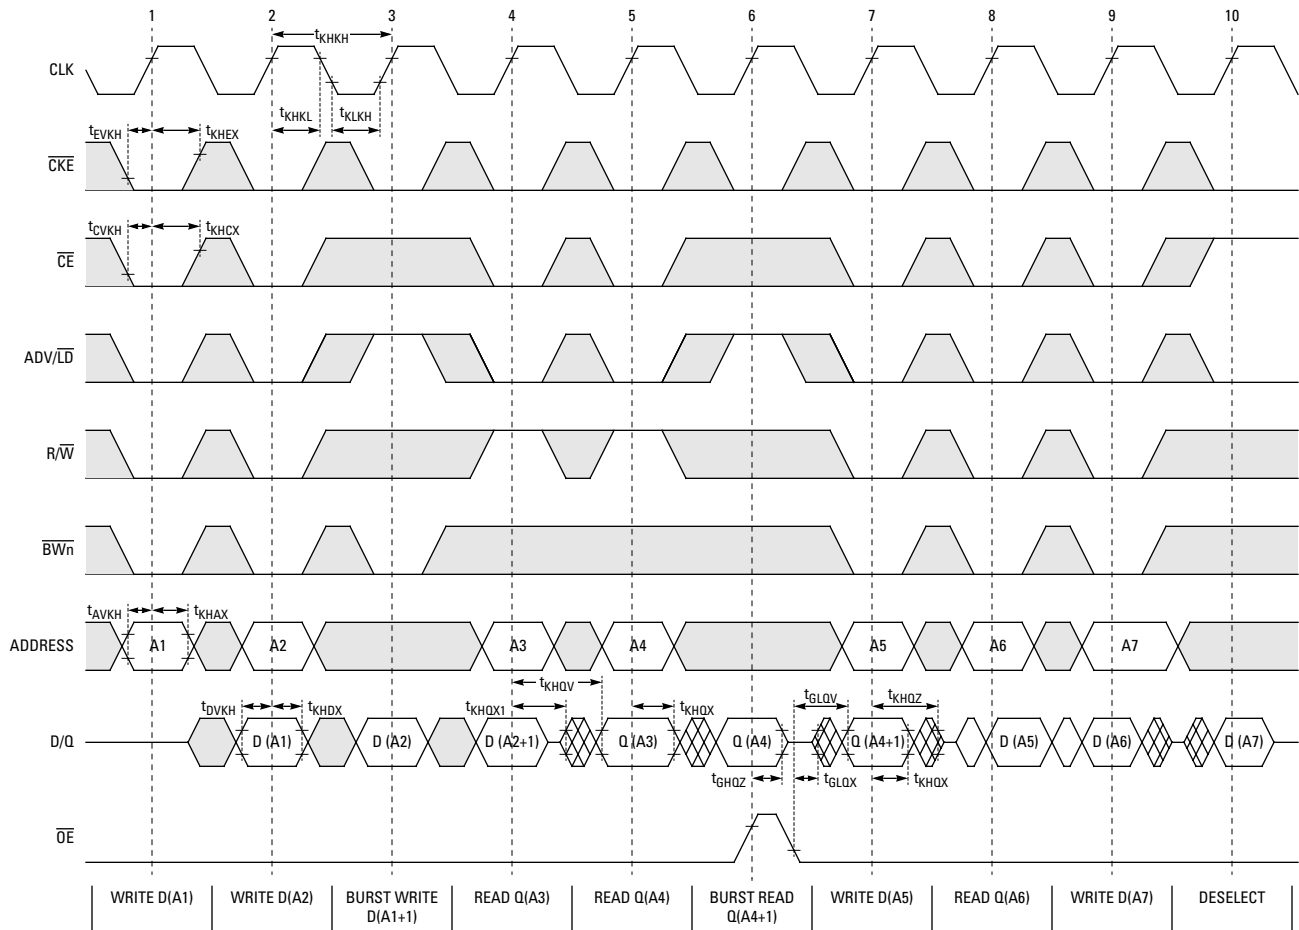 1 2 3 4 5 6 7 8 9 10
tKHKH
CLK
tKHKL tKLKH
tEVKH tKHEX
CKE
tCVKH tKHCX
CE
ADV/LD
R/W
BWn
tAVKH tKHAX
ADDRESS A1 A2 A3 A4 A5 A6 A7
tKHQV
tDVKH tKHDX tKHQX1 tKHQX tGLQV tKHQZ
D/Q D (A1) D (A2) D (A2+1) Q (A3) Q (A4) Q (A4+1) D (A5) D (A6) D (A7)
tGHQZ tGLQX tKHQX
OE
WRITE D(A1) WRITE D(A2) BURST WRITE READ Q(A3) READ Q(A4) BURST READ WRITE D(A5) READ Q(A6) WRITE D(A7) DESELECT
D(A1+1) Q(A4+1)